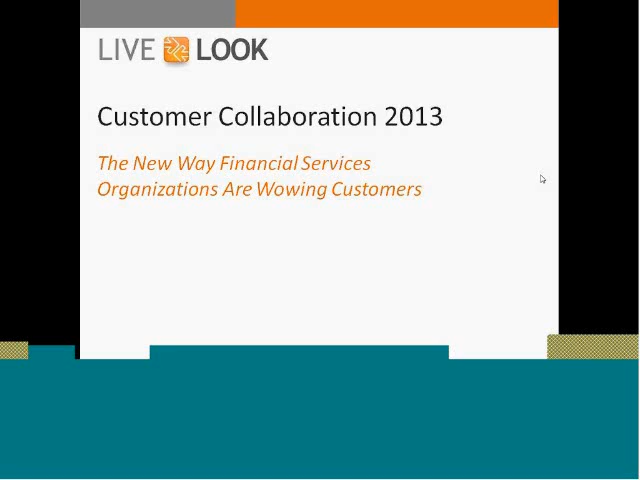 LIVE LOOK
Customer Collaboration 2013
The New Way Financial Services
Organizations Are Wowing Customers